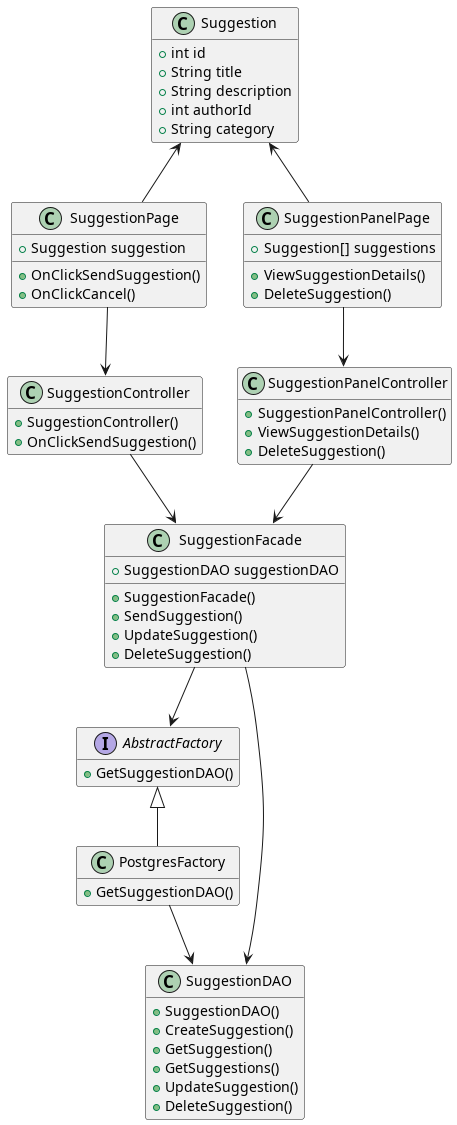 C Suggestion
int id
String title
String description
int authorId
String category
C SuggestionPage
Suggestion suggestion
OnClickSendSuggestion()
OnClickCancel()
C SuggestionPanelPage
Suggestion[] suggestions
ViewSuggestionDetails()
DeleteSuggestion()
C SuggestionController
SuggestionController()
OnClickSendSuggestion()
C SuggestionPanelController
SuggestionPanelController()
ViewSuggestionDetails()
DeleteSuggestion()
C SuggestionFacade
SuggestionDAO suggestionDAO
SuggestionFacade()
SendSuggestion()
UpdateSuggestion()
DeleteSuggestion()
I AbstractFactory
GetSuggestionDAO()
C PostgresFactory
GetSuggestionDAO()
C SuggestionDAO
SuggestionDAO()
CreateSuggestion()
GetSuggestion()
GetSuggestions()
UpdateSuggestion()
DeleteSuggestion()